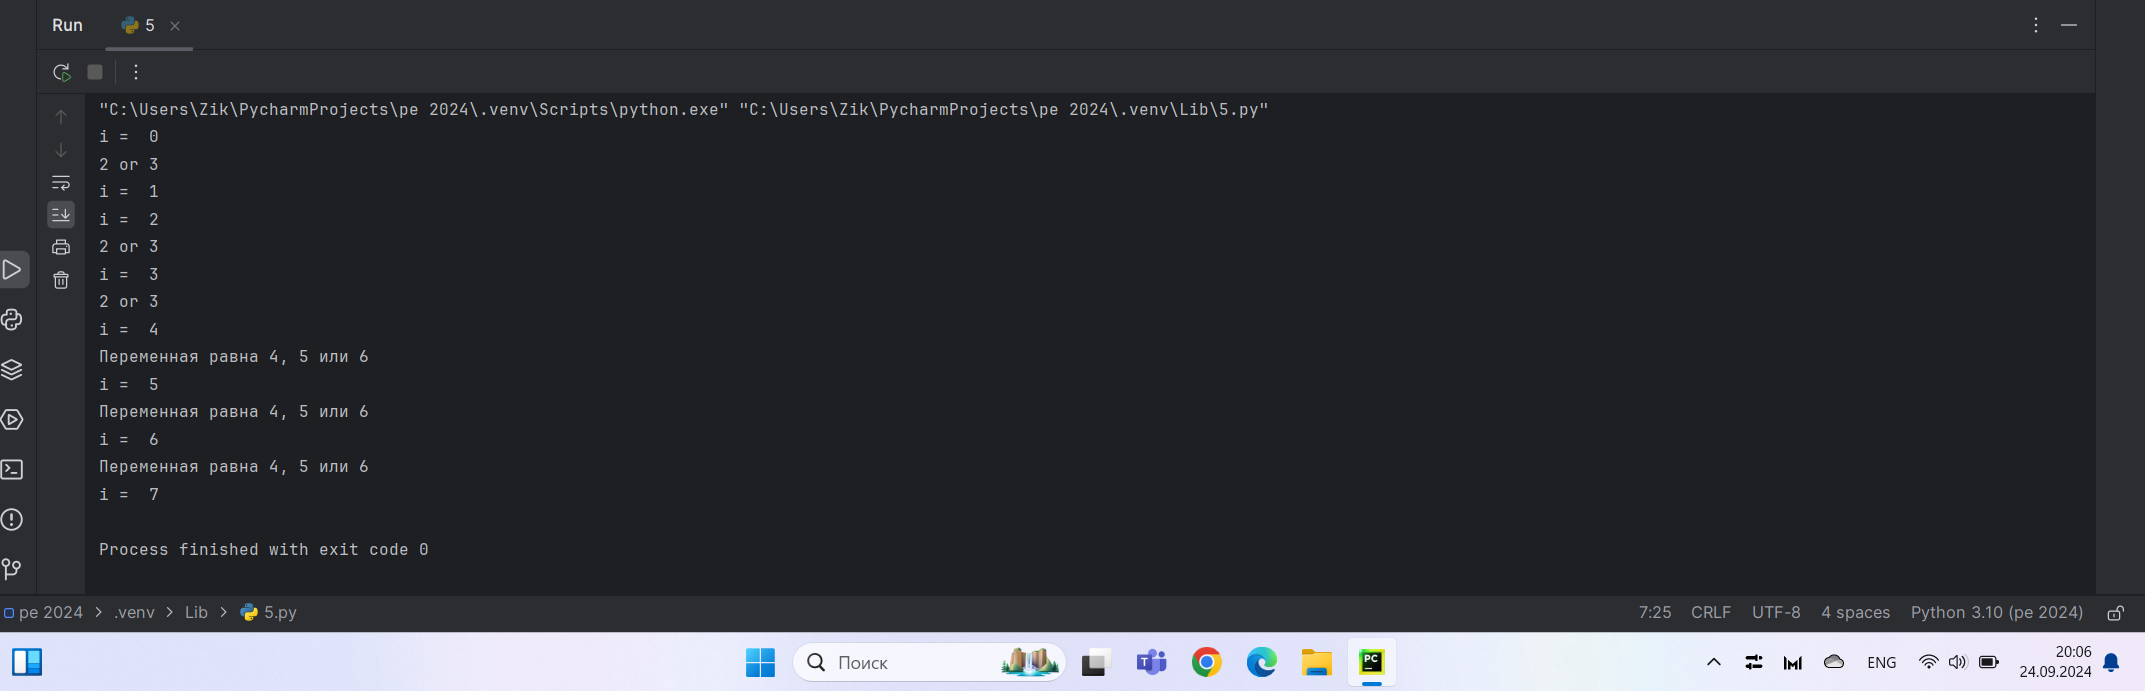 Run 5
"C:\Users\Zik\PycharmProjects\pe 2024\.venv\Scripts\python.exe" "C:\Users\Zik\PycharmProjects\pe 2024\.venv\Lib\5.py"
i =  0
2 or 3
i =  1
i =  2
2 or 3
i =  3
2 or 3
i =  4
Переменная равна 4, 5 или 6
i =  5
Переменная равна 4, 5 или 6
i =  6
Переменная равна 4, 5 или 6
i =  7
Process finished with exit code 0
pe 2024 > .venv > Lib > 5.py 7:25 CRLF UTF-8 4 spaces Python 3.10 (pe 2024)
Поиск ENG 20:06
24.09.2024